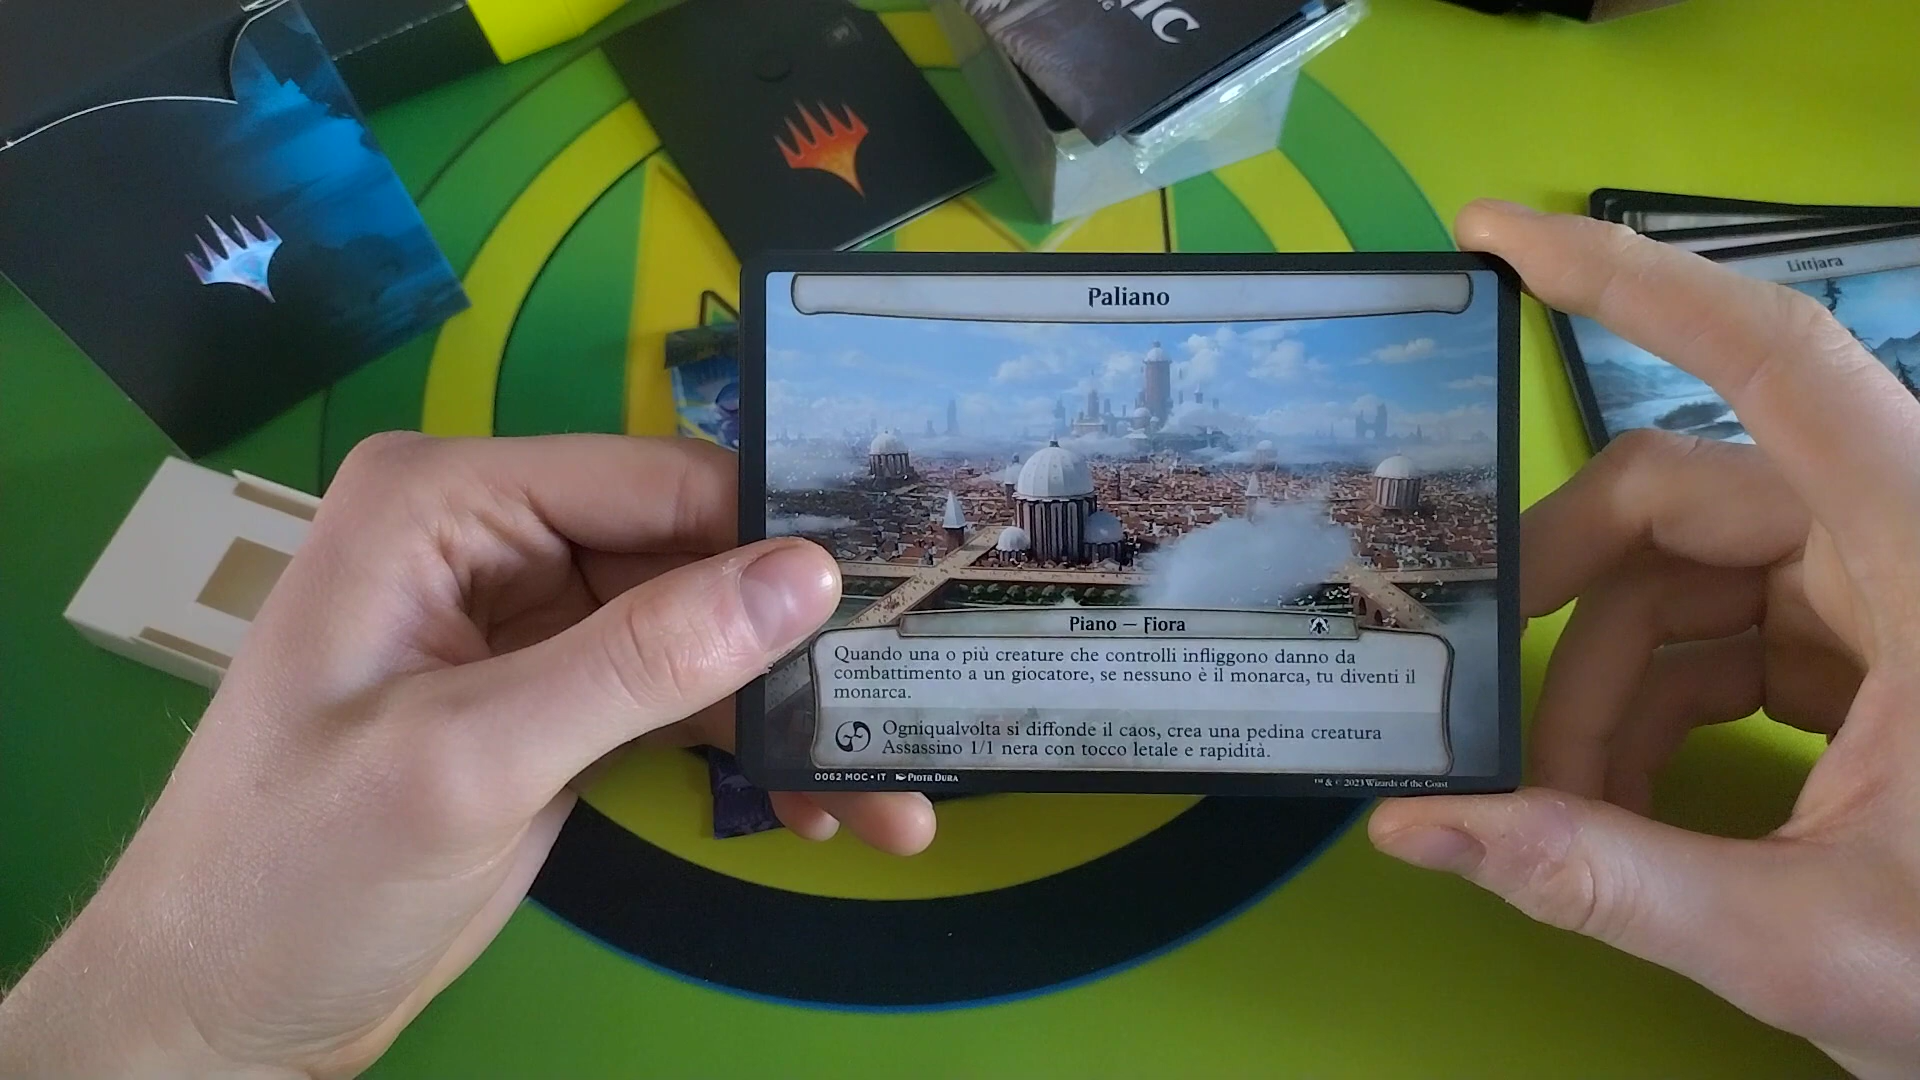 IC
Littjara
Paliano
Piano — Fiora
Quando una o più creature che controlli infliggono danno da
combattimento a un giocatore, se nessuno è il monarca, tu diventi il
monarca.
Ogniqualvolta si diffonde il caos, crea una pedina creatura
Assassino 1/1 nera con tocco letale e rapidità.
0062 MOC • IT Piotr Dura
™ & © 2023 Wizards of the Coast